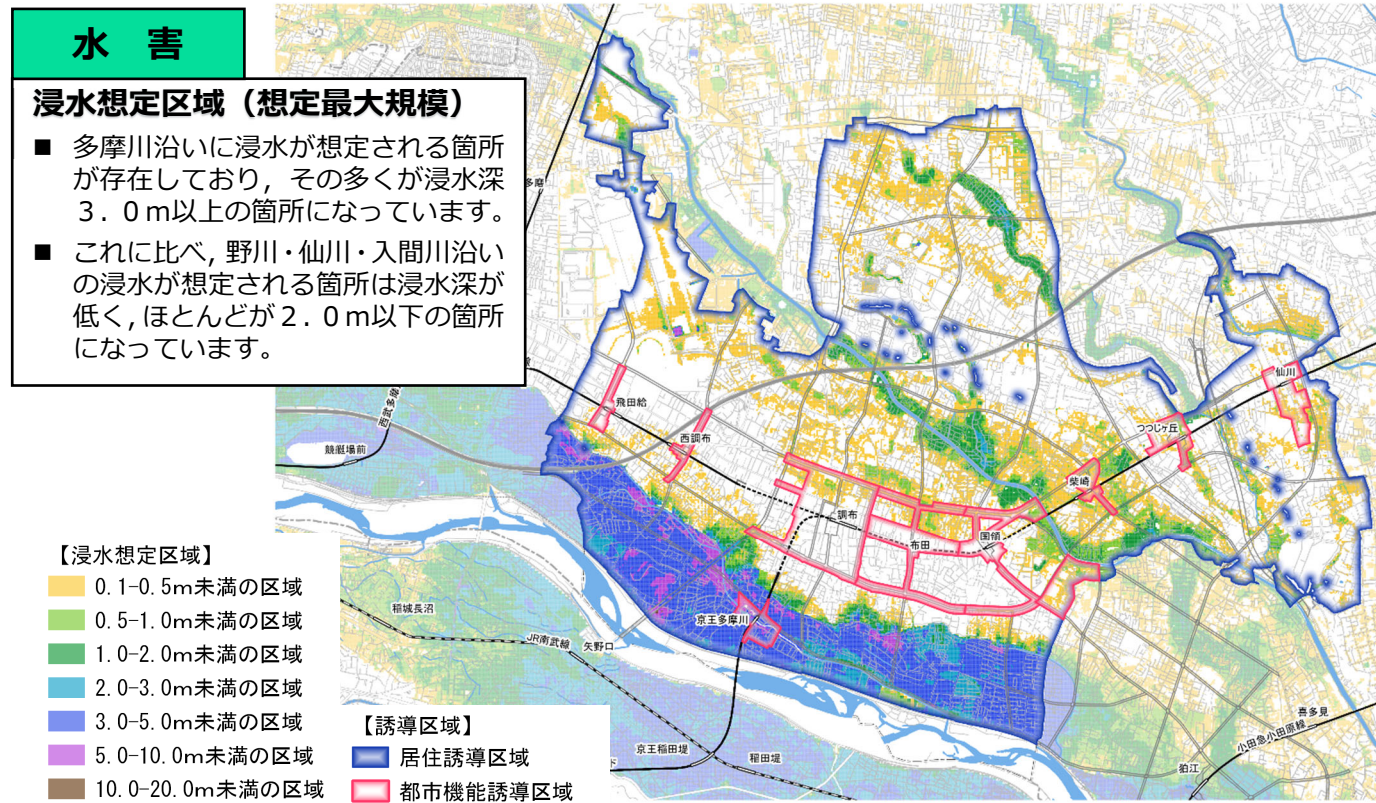 水 害
浸水想定区域（想定最大規模）
■ 多摩川沿いに浸水が想定される箇所
が存在しており，その多くが浸水深
３．０ｍ以上の箇所になっています。
■ これに比べ，野川・仙川・入間川沿い
の浸水が想定される箇所は浸水深が
低く，ほとんどが２．０ｍ以下の箇所
になっています。
多磨
西武多摩
競艇場前
飛田給
西調布
調布
布田
国領
柴崎
つつじヶ丘
仙川
京王多摩川
稲城長沼
JR南武線
矢野口
京王稲田堤
稲田堤
喜多見
小田急小田原線
狛江
【浸水想定区域】
0.1-0.5m未満の区域
0.5-1.0m未満の区域
1.0-2.0m未満の区域
2.0-3.0m未満の区域
3.0-5.0m未満の区域
5.0-10.0m未満の区域
10.0-20.0m未満の区域
【誘導区域】
居住誘導区域
都市機能誘導区域